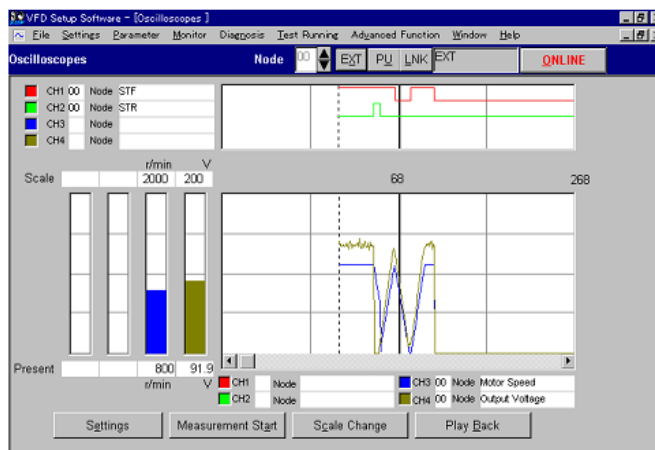 VFD Setup Software - [Oscilloscopes ]
File Settings Parameter Monitor Diagnosis Test Running Advanced Function Window Help
Oscilloscopes Node 00 EXT PU LNK EXT ONLINE
CH1 00 Node STF
CH2 00 Node STR
CH3 Node
CH4 Node
r/min V
Scale 2000 200 68 268
Present 800 91.9
r/min V
CH1 Node CH3 00 Node Motor Speed
CH2 Node CH4 00 Node Output Voltage
Settings Measurement Start Scale Change Play Back